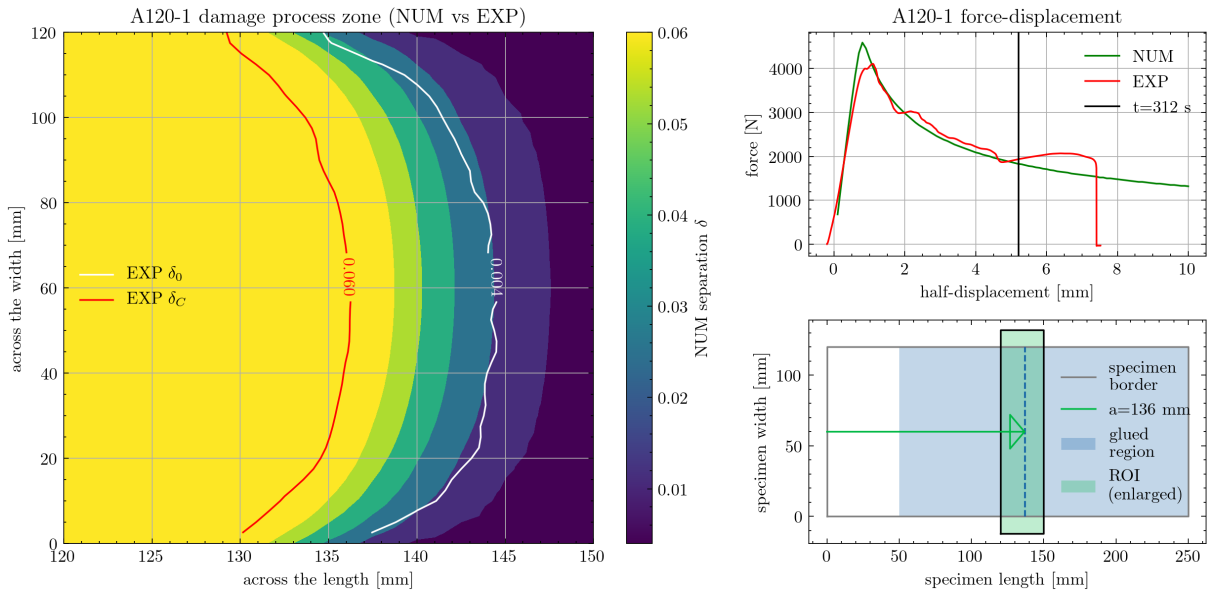 A120-1 damage process zone (NUM vs EXP)
120
100
80
60
40
20
0
across the width [mm]
EXP δ0
EXP δC
0.060
0.004
120
125
130
135
140
145
150
across the length [mm]
0.06
0.05
0.04
0.03
0.02
0.01
NUM separation δ
A120-1 force-displacement
4000
3000
2000
1000
0
force [N]
NUM
EXP
t=312 s
0
2
4
6
8
10
half-displacement [mm]
100
50
0
specimen width [mm]
specimen
border
a=136 mm
glued
region
ROI
(enlarged)
0
50
100
150
200
250
specimen length [mm]